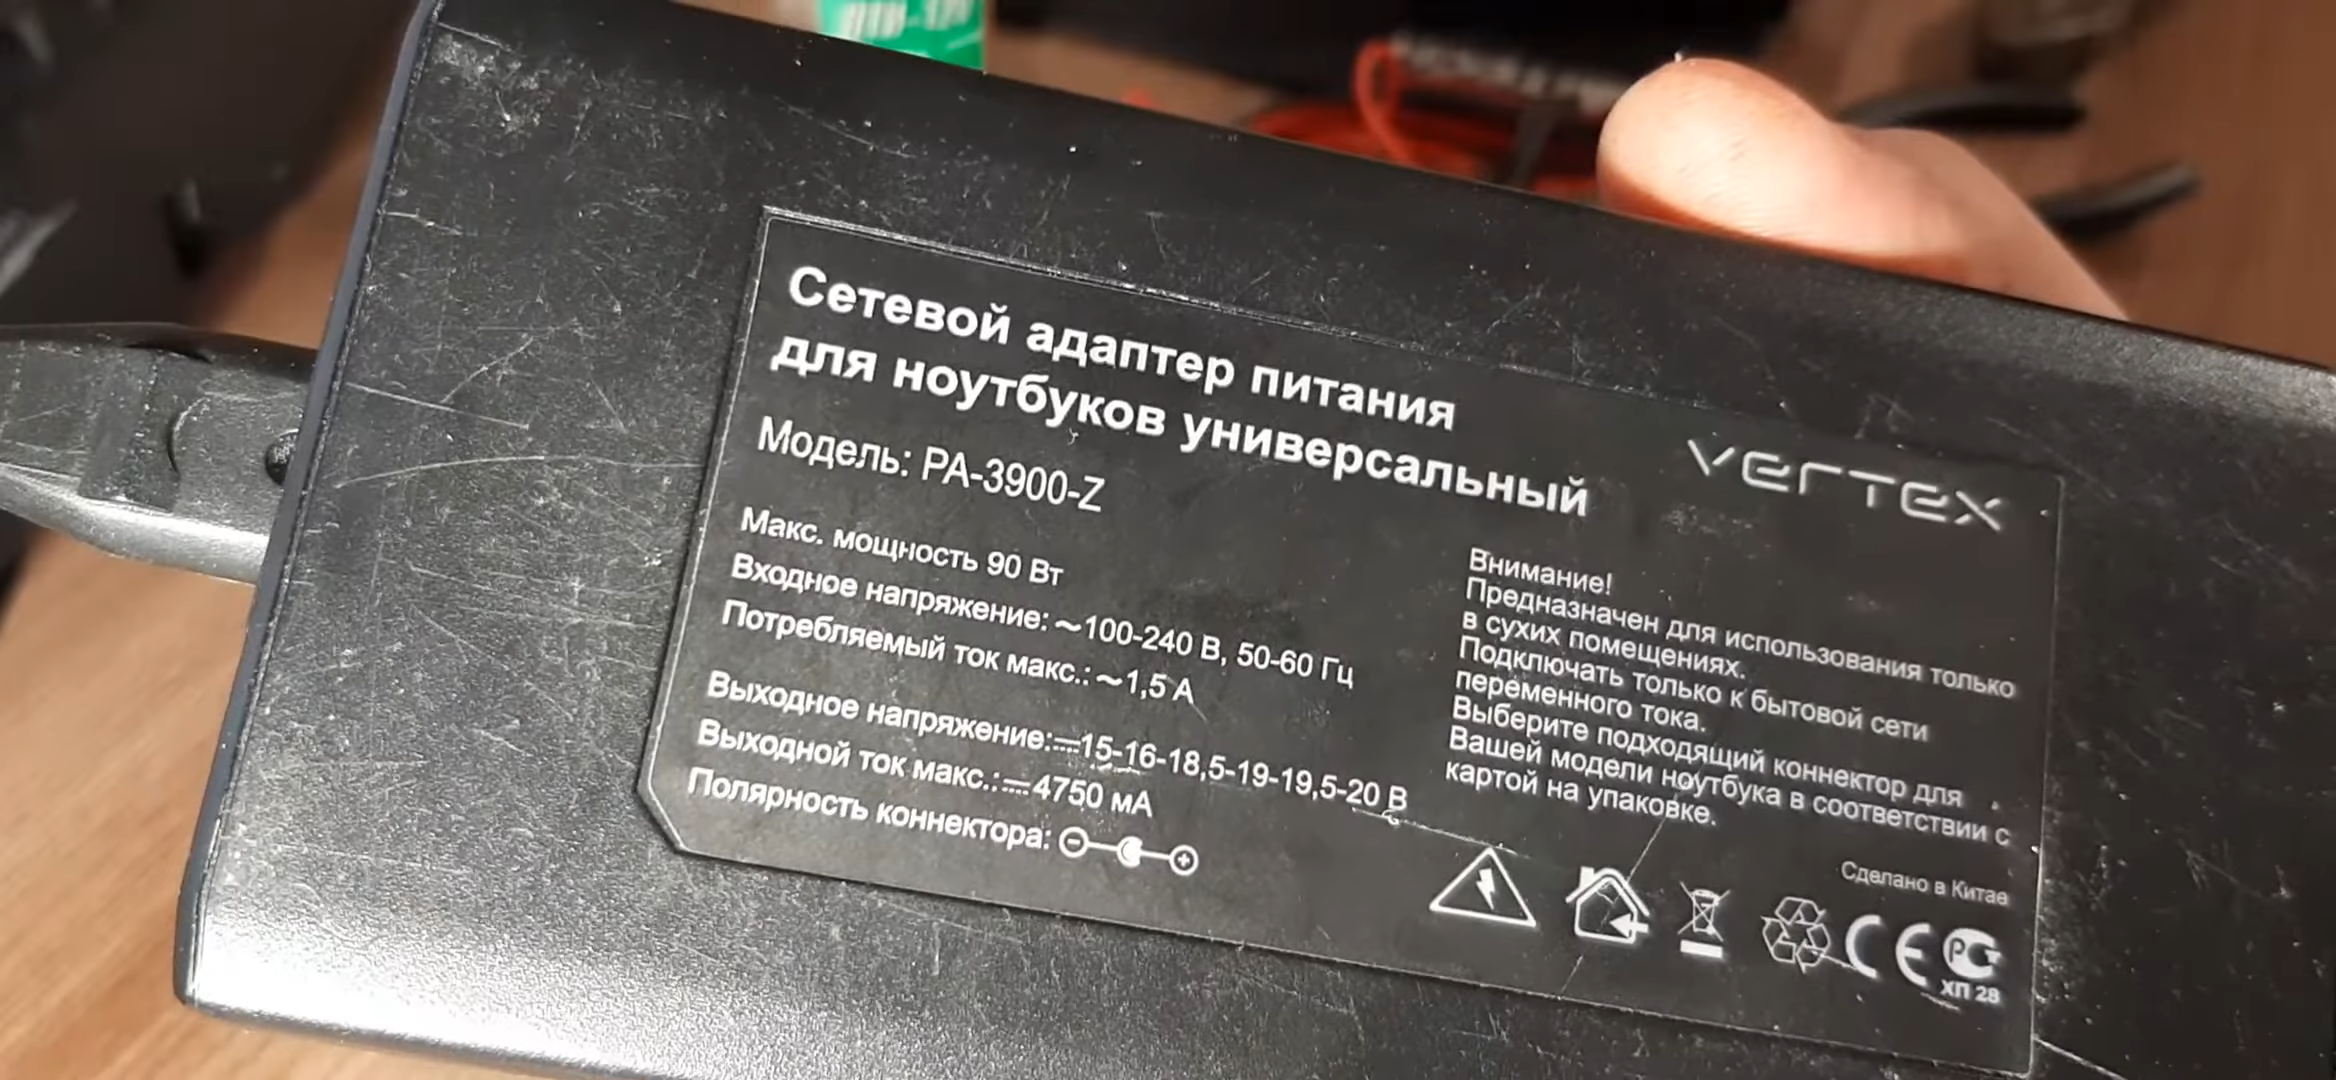 Сетевой адаптер питания
для ноутбуков универсальный
Модель: PA-3900-Z
vertex
Макс. мощность 90 Вт
Входное напряжение: ~100-240 В, 50-60 Гц
Потребляемый ток макс.: ~1,5 А
Выходное напряжение: ⎓15-16-18,5-19-19,5-20 В
Выходной ток макс.: ⎓4750 мА
Полярность коннектора:
Внимание!
Предназначен для использования только
в сухих помещениях.
Подключать только к бытовой сети
переменного тока.
Выберите подходящий коннектор для
Вашей модели ноутбука в соответствии с
картой на упаковке.
Сделано в Китае
CE
ХП 28